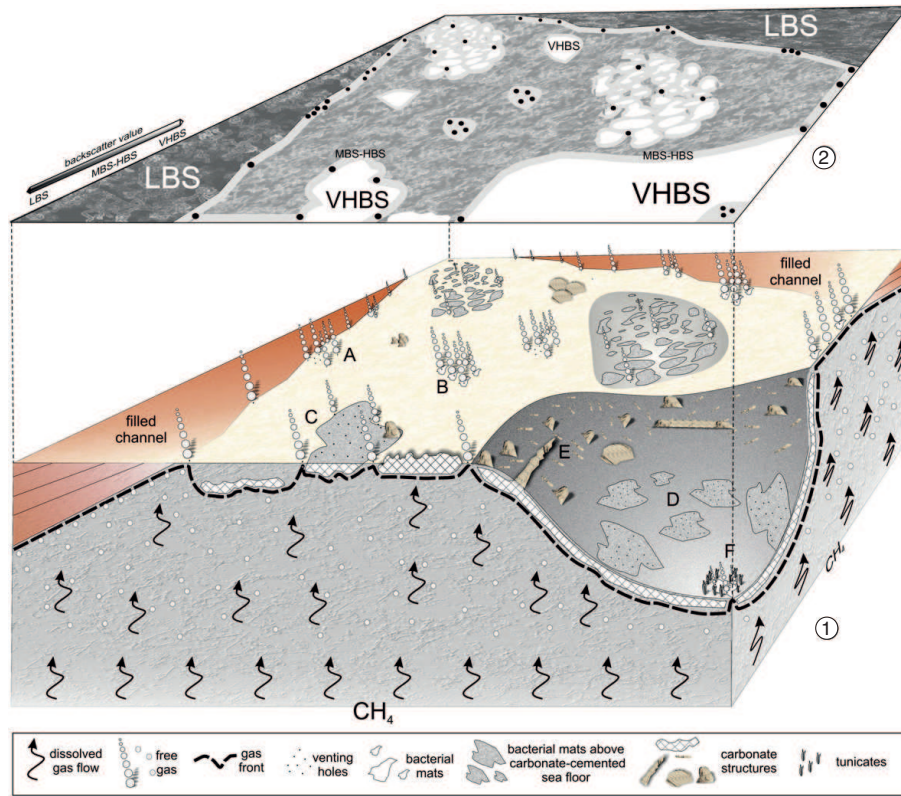 LBS
VHBS
backscatter value
VHBS
MBS-HBS
LBS
LBS
MBS-HBS
VHBS
MBS-HBS
VHBS
2
filled
channel
A
B
C
filled
channel
E
D
F
CH4
1
CH₄
dissolved
gas flow
free
gas
gas
front
venting
holes
bacterial
mats
bacterial mats above
carbonate-cemented
sea floor
carbonate
structures
tunicates